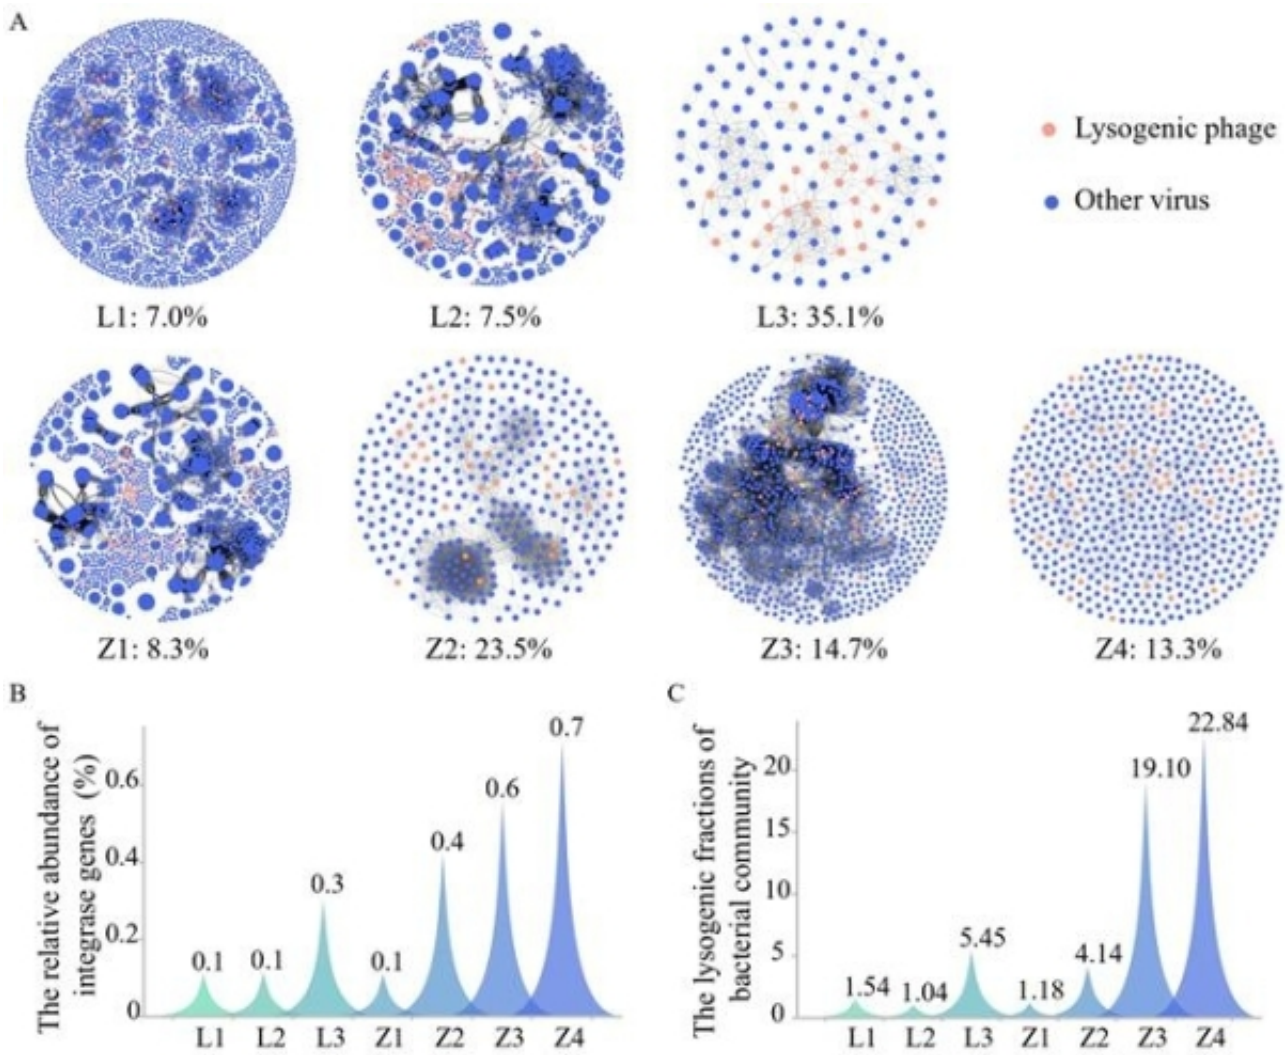 A
Lysogenic phage
Other virus
L1: 7.0%
L2: 7.5%
L3: 35.1%
Z1: 8.3%
Z2: 23.5%
Z3: 14.7%
Z4: 13.3%
B
The relative abundance of
integrase genes (%)
0.6
0.4
0.2
0
0.1
0.1
0.3
0.1
0.4
0.6
0.7
L1
L2
L3
Z1
Z2
Z3
Z4
C
The lysogenic fractions of
bacterial community
20
15
10
5
0
1.54
1.04
5.45
1.18
4.14
19.10
22.84
L1
L2
L3
Z1
Z2
Z3
Z4